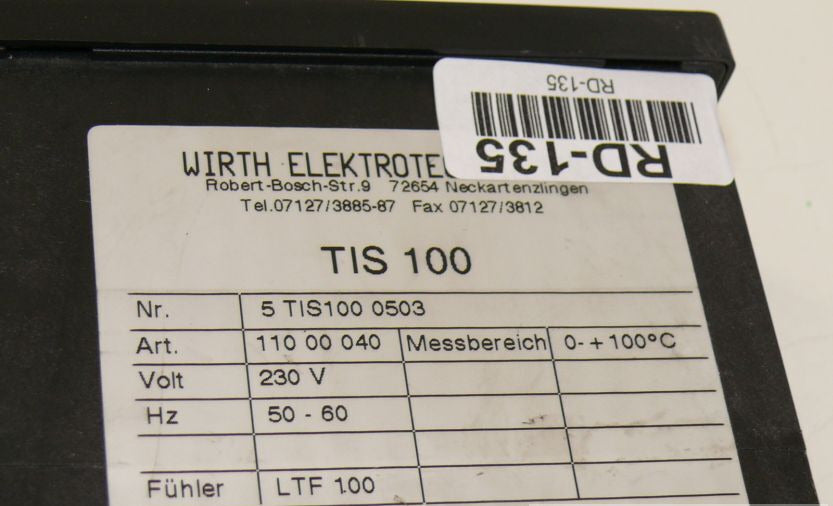 RD-135
RD-135
WIRTH ELEKTROTE
Robert-Bosch-Str.9 72654 Neckartenzlingen
Tel.07127/3885-87 Fax 07127/3812
TIS 100
Nr. 5 TIS100 0503
Art. 110 00 040 Messbereich 0-+100°C
Volt 230 V
Hz 50 - 60
Fühler LTF 100